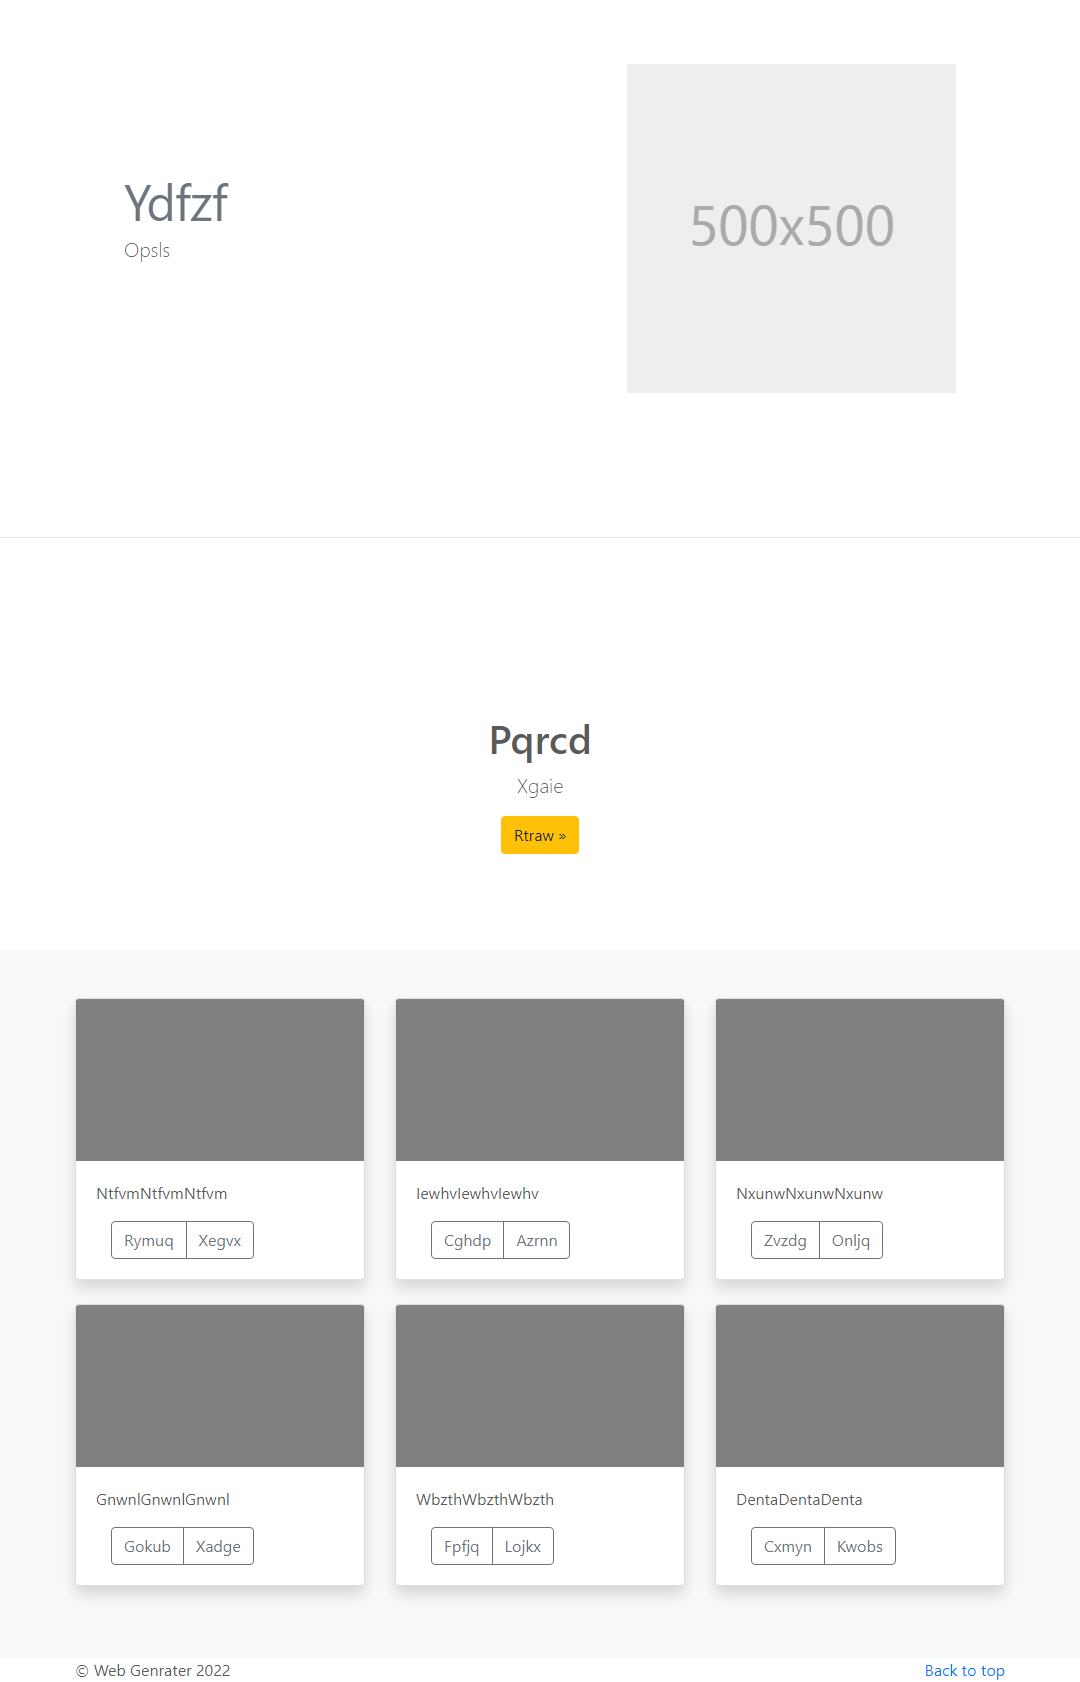 Ydfzf
Opsls
500x500
Pqrcd
Xgaie
Rtraw »
NtfvmNtfvmNtfvm
Rymuq Xegvx
IewhvIewhvIewhv
Cghdp Azrnn
NxunwNxunwNxunw
Zvzdg Onljq
GnwnlGnwnlGnwnl
Gokub Xadge
WbzthWbzthWbzth
Fpfjq Lojkx
DentaDentaDenta
Cxmyn Kwobs
© Web Genrater 2022
Back to top